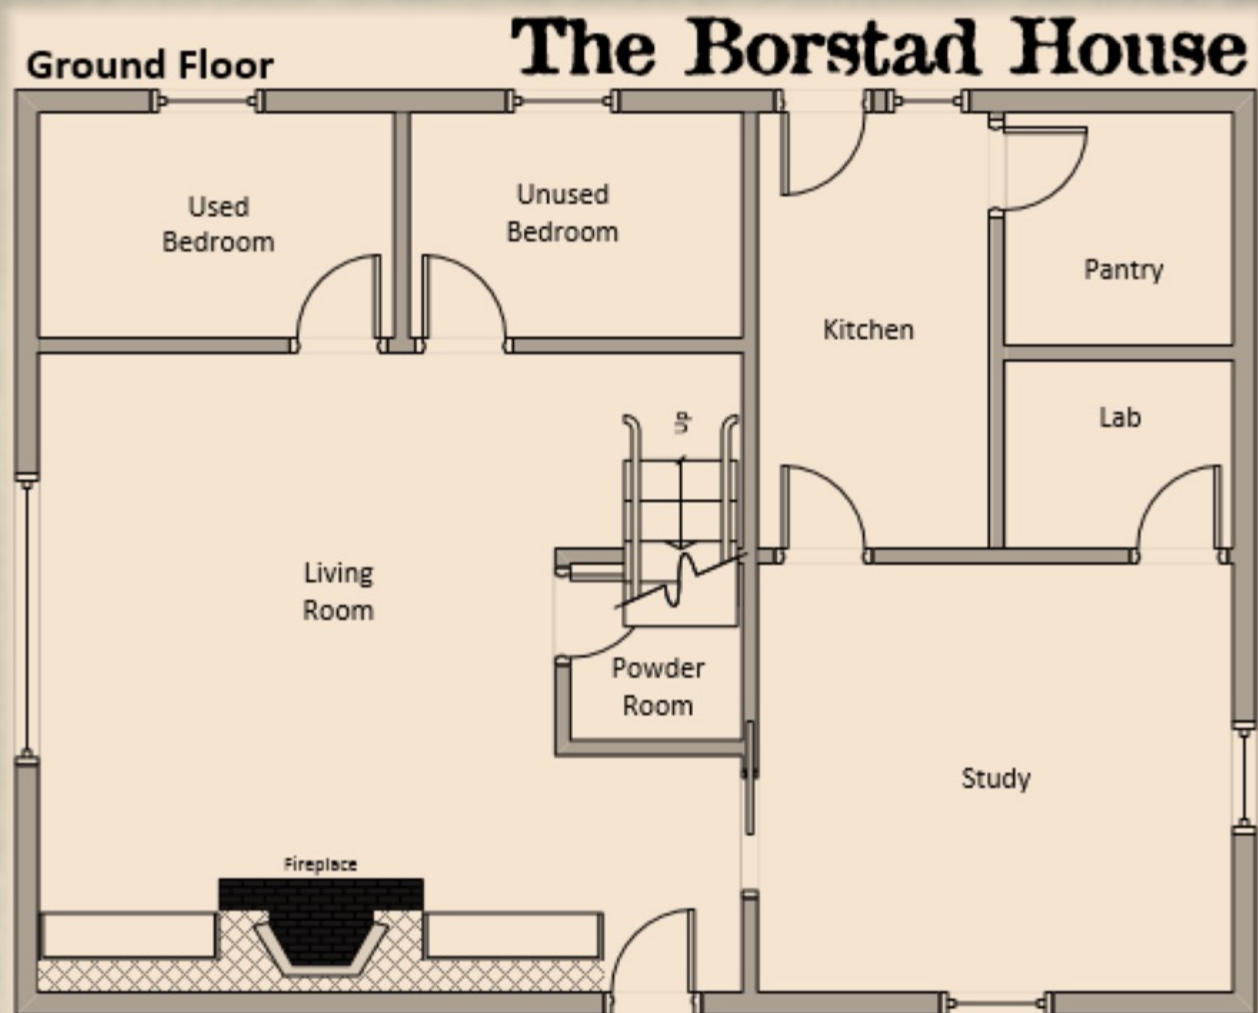 The Borstad House
Ground Floor
Used
Bedroom
Unused
Bedroom
Pantry
Kitchen
Lab
UP
Living
Room
Powder
Room
Study
Fireplace